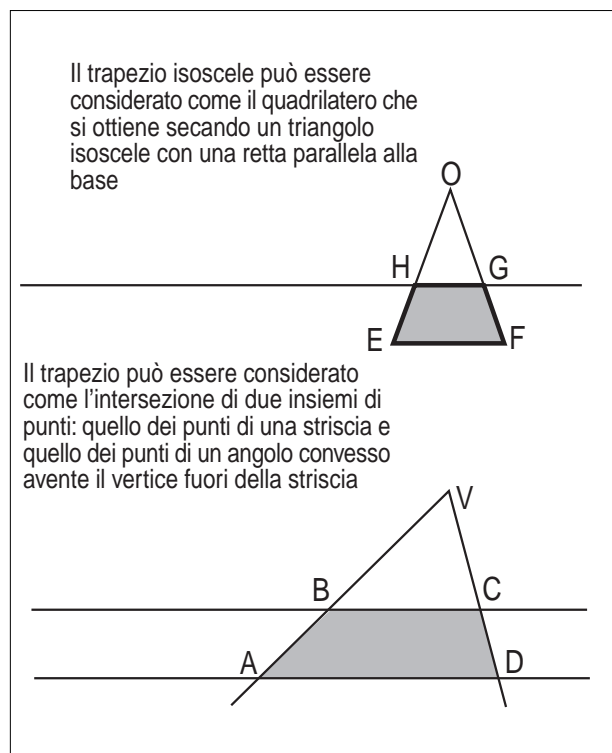 Il trapezio isoscele può essere
considerato come il quadrilatero che
si ottiene secando un triangolo
isoscele con una retta parallela alla
base
O
H G
E F
Il trapezio può essere considerato
come l'intersezione di due insiemi di
punti: quello dei punti di una striscia e
quello dei punti di un angolo convesso
avente il vertice fuori della striscia
V
B C
A D